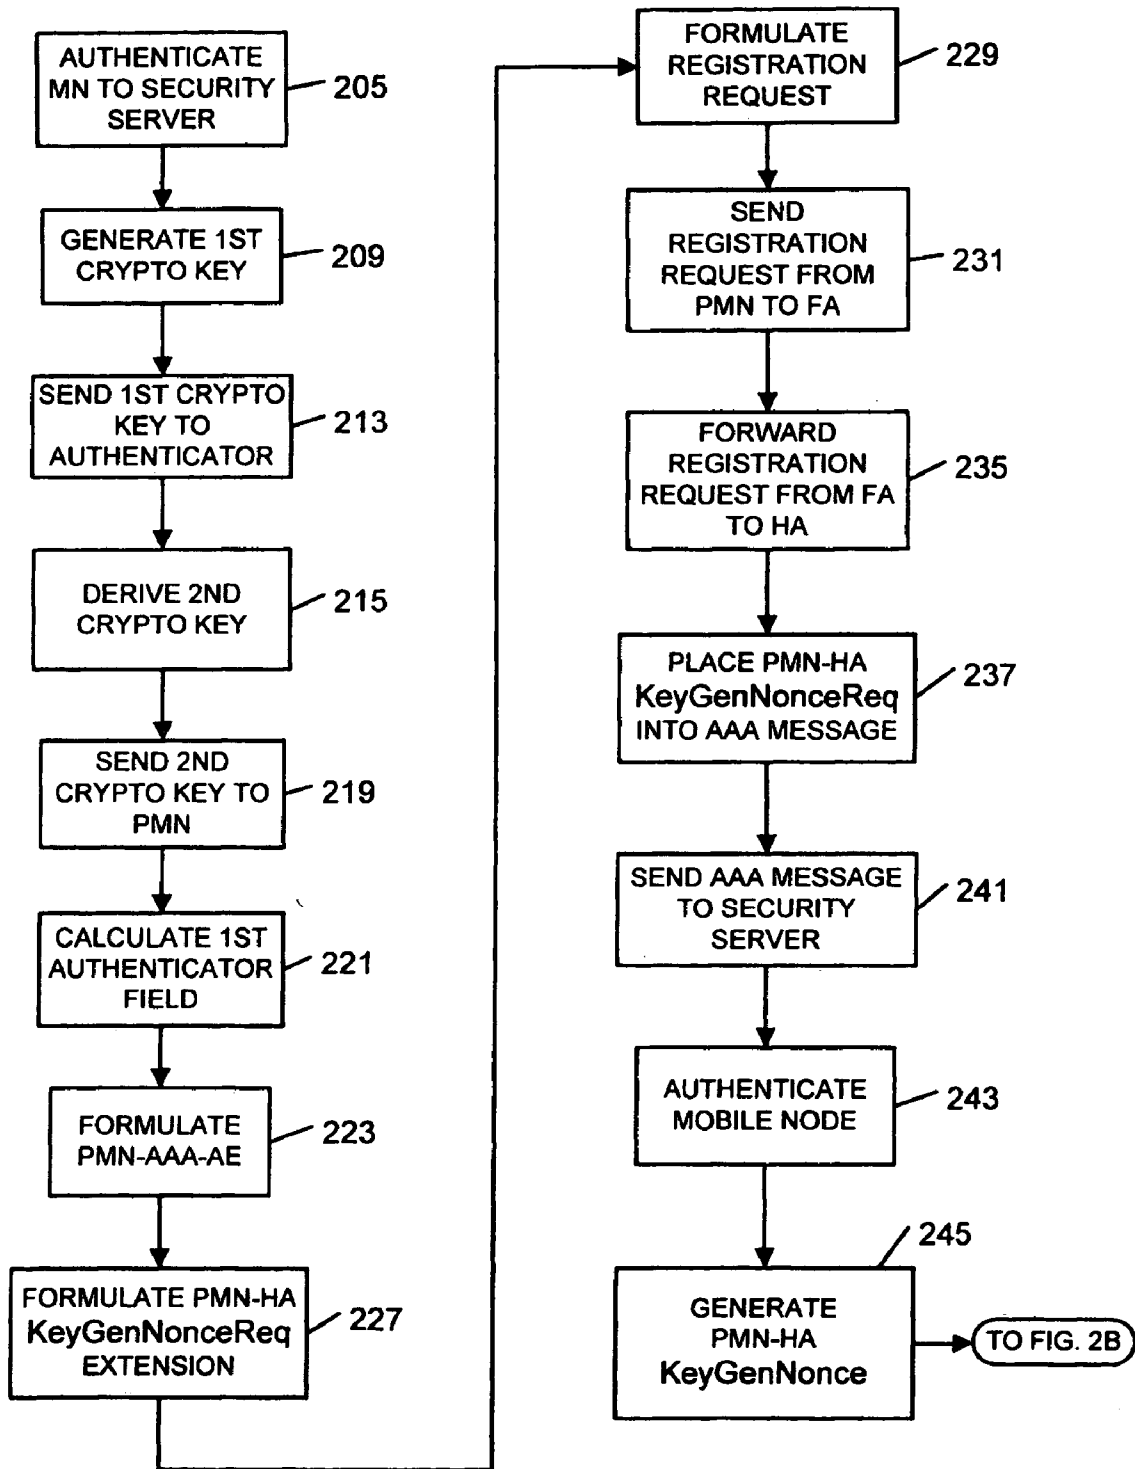 AUTHENTICATE
MN TO SECURITY
SERVER
205
GENERATE 1ST
CRYPTO KEY
209
SEND 1ST CRYPTO
KEY TO
AUTHENTICATOR
213
DERIVE 2ND
CRYPTO KEY
215
SEND 2ND
CRYPTO KEY TO
PMN
219
CALCULATE 1ST
AUTHENTICATOR
FIELD
221
FORMULATE
PMN-AAA-AE
223
FORMULATE PMN-HA
KeyGenNonceReq
EXTENSION
227
FORMULATE
REGISTRATION
REQUEST
229
SEND
REGISTRATION
REQUEST FROM
PMN TO FA
231
FORWARD
REGISTRATION
REQUEST FROM FA
TO HA
235
PLACE PMN-HA
KeyGenNonceReq
INTO AAA MESSAGE
237
SEND AAA MESSAGE
TO SECURITY
SERVER
241
AUTHENTICATE
MOBILE NODE
243
245
GENERATE
PMN-HA
KeyGenNonce
TO FIG. 2B